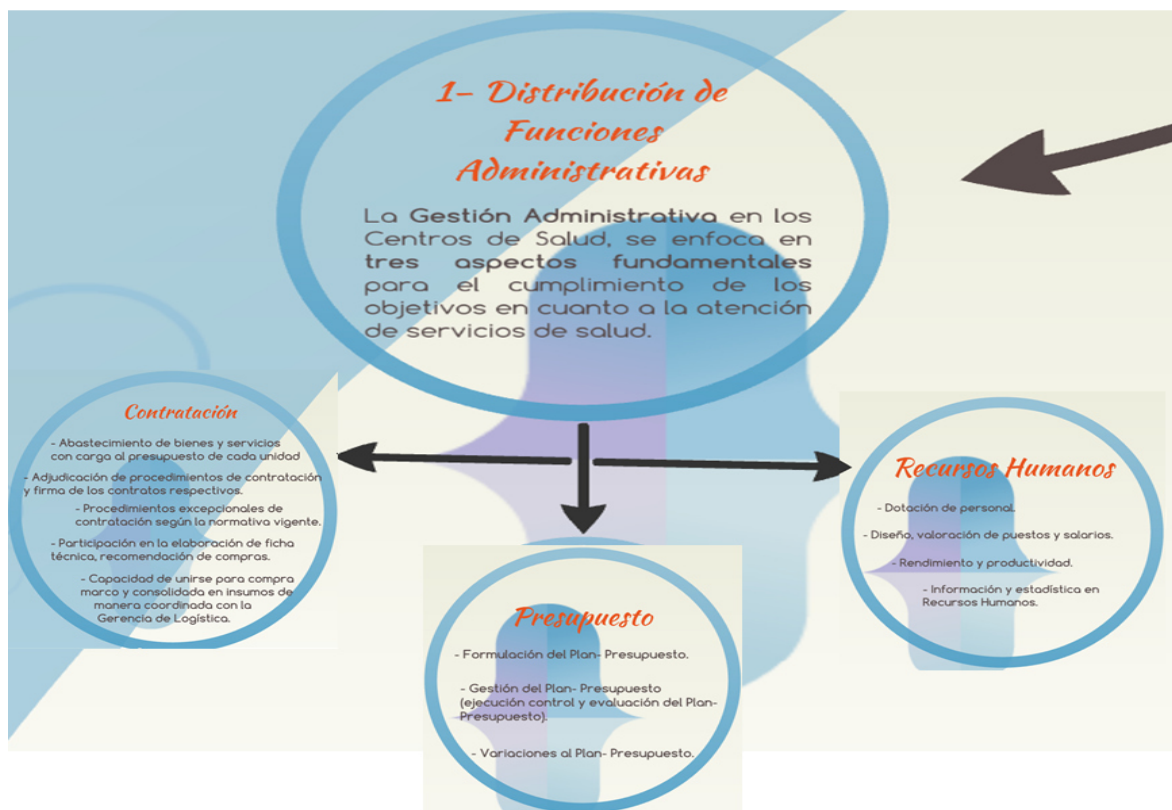 1- Distribución de
Funciones
Administrativas
La Gestión Administrativa en los
Centros de Salud, se enfoca en
tres aspectos fundamentales
para el cumplimiento de los
objetivos en cuanto a la atención
de servicios de salud.
Contratación
- Abastecimiento de bienes y servicios
con carga al presupuesto de cada unidad
- Adjudicación de procedimientos de contratación
y firma de los contratos respectivos.
- Procedimientos excepcionales de
contratación según la normativa vigente.
- Participación en la elaboración de ficha
técnica, recomendación de compras.
- Capacidad de unirse para compra
marco y consolidada en insumos de
manera coordinada con la
Gerencia de Logística.
Presupuesto
- Formulación del Plan- Presupuesto.
- Gestión del Plan- Presupuesto
(ejecución control y evaluación del Plan-
Presupuesto).
- Variaciones al Plan- Presupuesto.
Recursos Humanos
- Dotación de personal.
- Diseño, valoración de puestos y salarios.
- Rendimiento y productividad.
- Información y estadística en
Recursos Humanos.